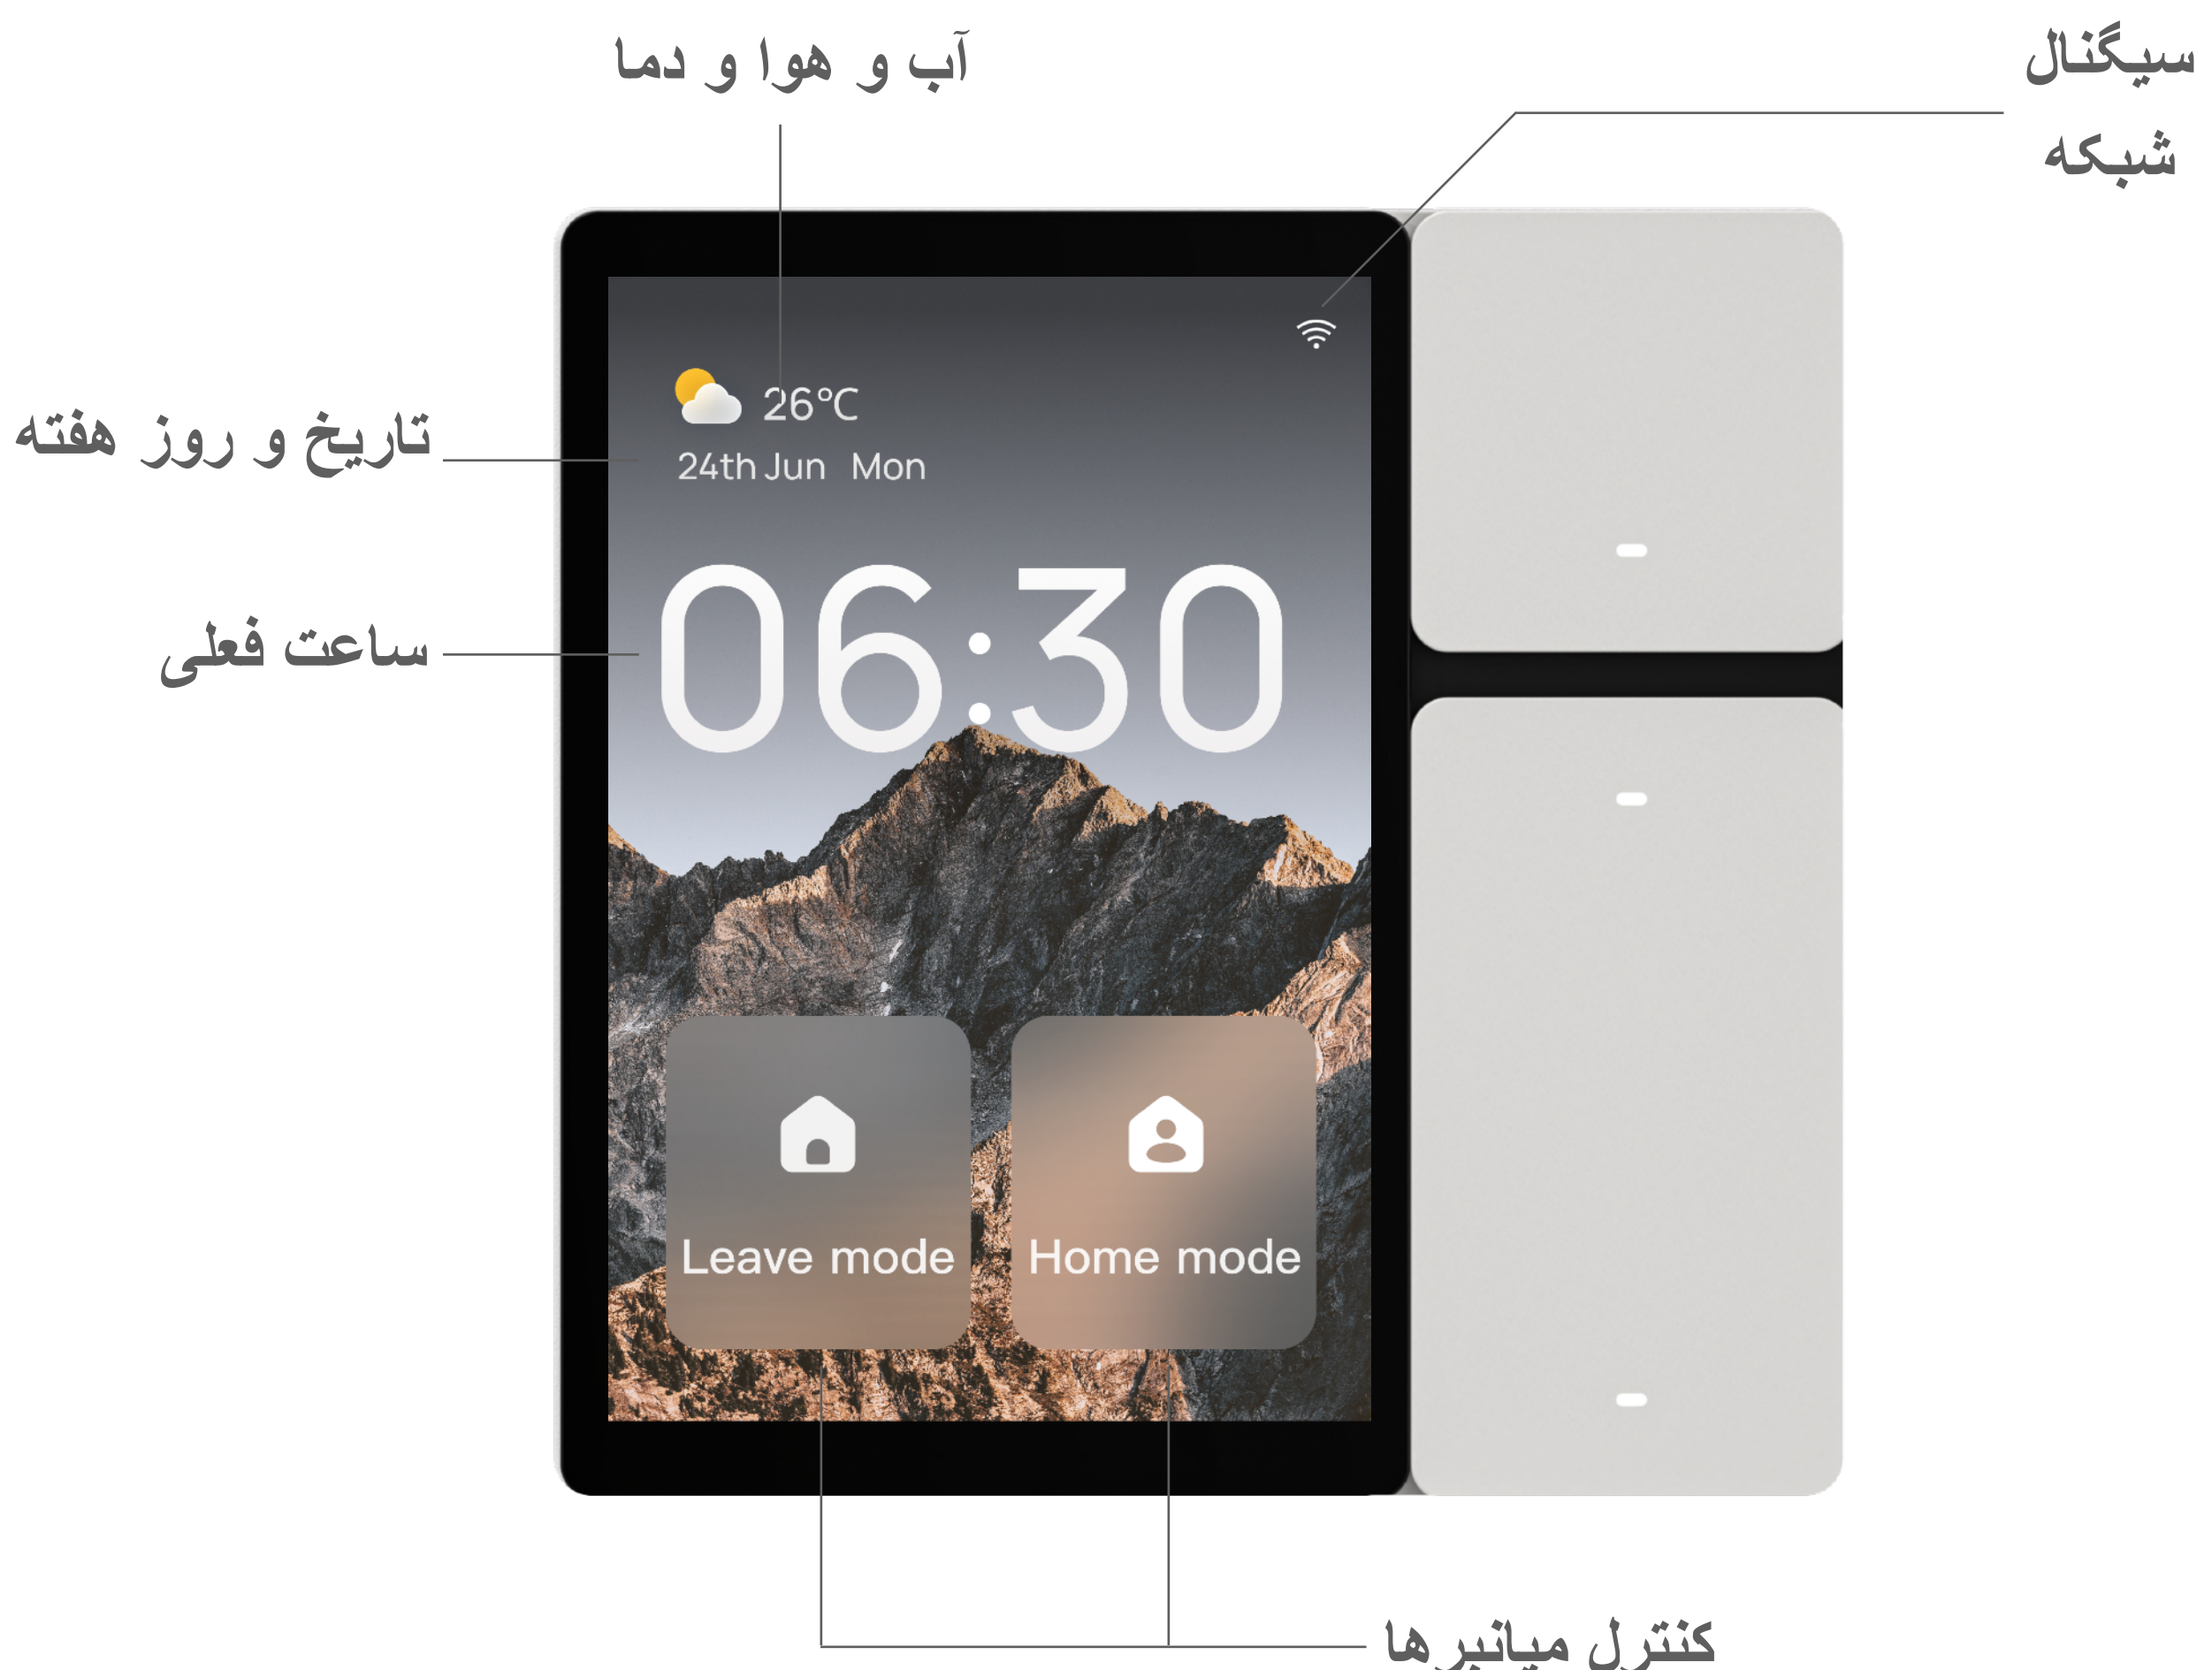 آب و هوا و دما
سیگنال
شبکه
26°C
24th Jun Mon
تاریخ و روز هفته
06:30
ساعت فعلی
Leave mode
Home mode
کنترل میانبرها